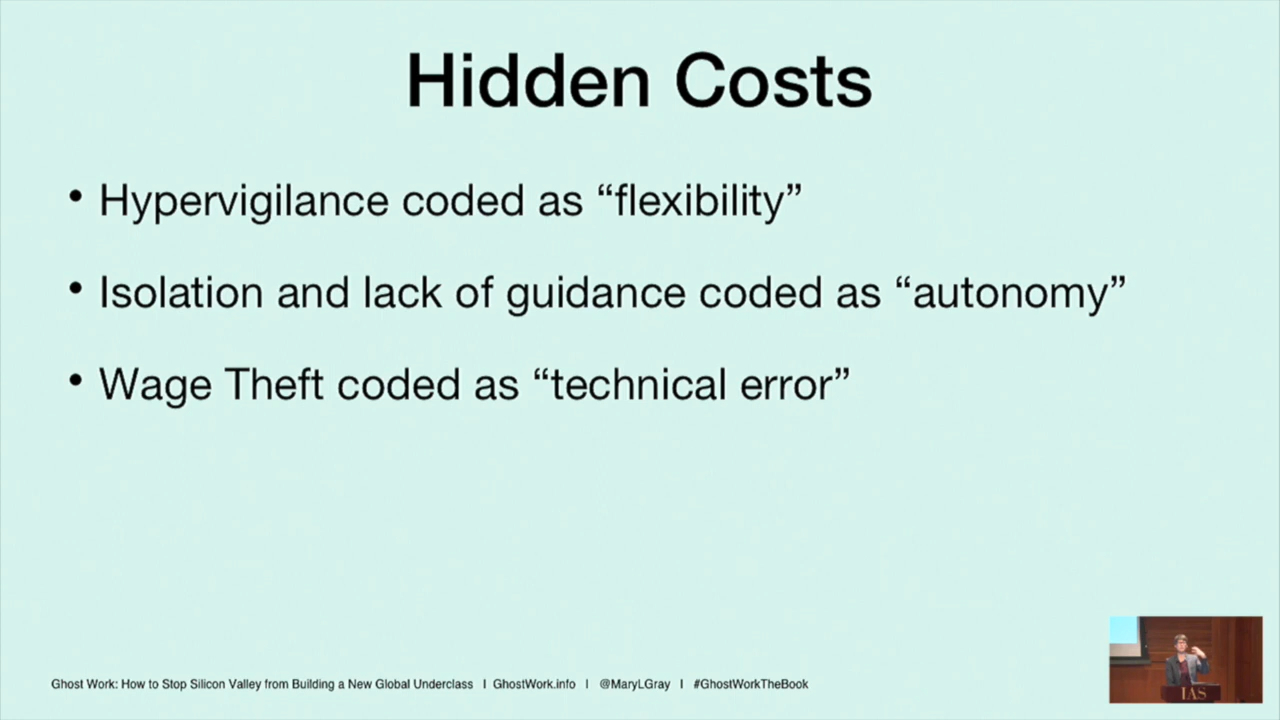 Hidden Costs
• Hypervigilance coded as “flexibility”
• Isolation and lack of guidance coded as “autonomy”
• Wage Theft coded as “technical error”
Ghost Work: How to Stop Silicon Valley from Building a New Global Underclass I GhostWork.info I @MaryLGray I #GhostWorkTheBook
IAS